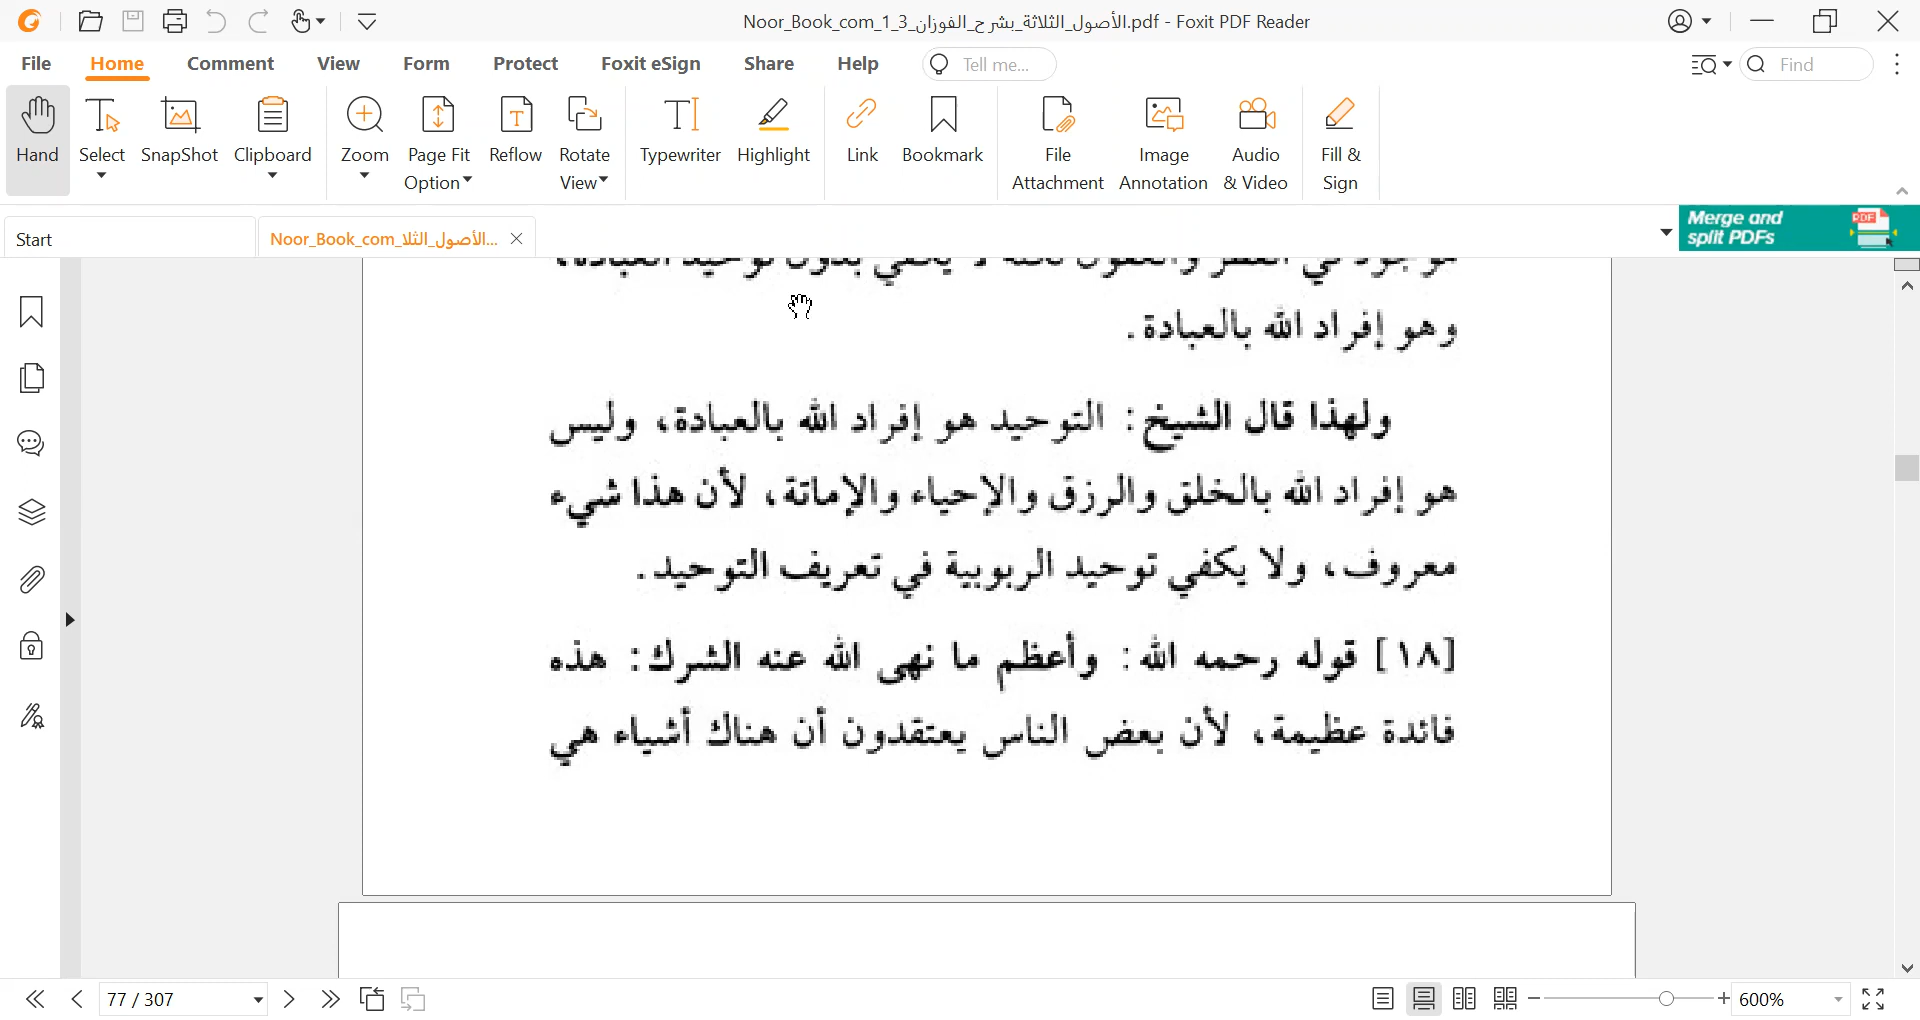 Noor_Book_com_الأصول_الثلاثة_بشرح_الفوزان_3_1.pdf - Foxit PDF Reader
File Home Comment View Form Protect Foxit eSign Share Help Tell me... Find
Hand Select SnapShot Clipboard Zoom Page Fit Option Reflow Rotate View Typewriter Highlight Link Bookmark File Attachment Image Annotation Audio & Video Fill & Sign
Start Noor_Book_com_الأصول_الثلا... Merge and split PDFs PDF
وهو إفراد الله بالعبادة.
ولهذا قال الشيخ: التوحيد هو إفراد الله بالعبادة، وليس
هو إفراد الله بالخلق والرزق والإحياء والإماتة، لأن هذا شيء
معروف، ولا يكفي توحيد الربوبية في تعريف التوحيد.
[١٨] قوله رحمه الله: وأعظم ما نهى الله عنه الشرك: هذه
فائدة عظيمة، لأن بعض الناس يعتقدون أن هناك أشياء هي
77 / 307 600%